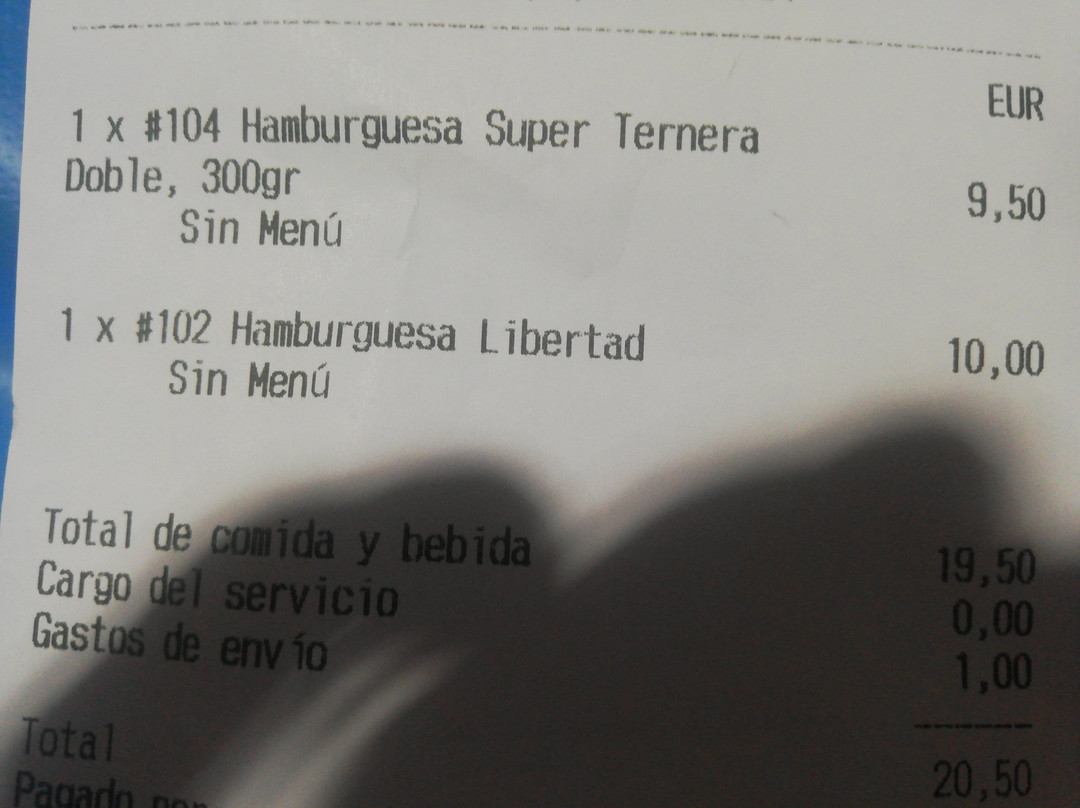 EUR
1 x #104 Hamburguesa Super Ternera
Doble, 300gr 9,50
Sin Menú
1 x #102 Hamburguesa Libertad 10,00
Sin Menú
Total de comida y bebida 19,50
Cargo del servicio 0,00
Gastos de envío 1,00
Total 20,50
Pagado por